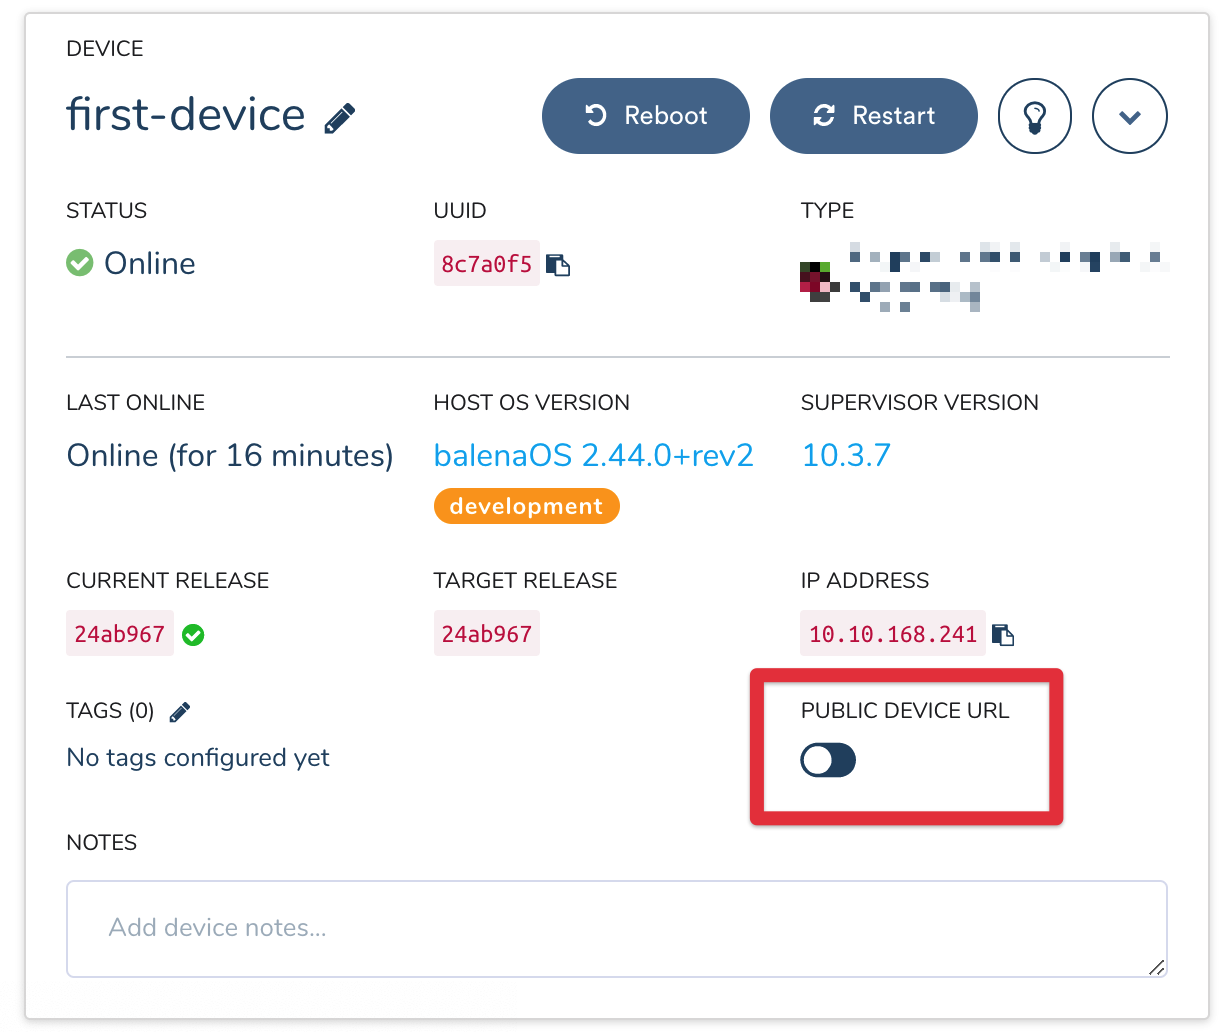 DEVICE
first-device
Reboot
Restart
STATUS
UUID
TYPE
Online
8c7a0f5
LAST ONLINE
HOST OS VERSION
SUPERVISOR VERSION
Online (for 16 minutes)
balenaOS 2.44.0+rev2
10.3.7
development
CURRENT RELEASE
TARGET RELEASE
IP ADDRESS
24ab967
24ab967
10.10.168.241
TAGS (0)
PUBLIC DEVICE URL
No tags configured yet
NOTES
Add device notes...